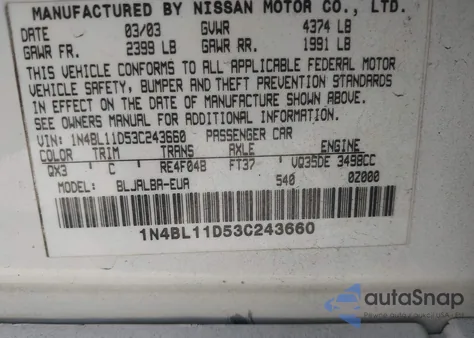 MANUFACTURED BY NISSAN MOTOR CO., LTD.
DATE 03/03 GVWR 4374 LB
GAWR FR. 2399 LB GAWR RR. 1991 LB
THIS VEHICLE CONFORMS TO ALL APPLICABLE FEDERAL MOTOR
VEHICLE SAFETY, BUMPER AND THEFT PREVENTION STANDARDS
IN EFFECT ON THE DATE OF MANUFACTURE SHOWN ABOVE.
SEE OWNERS MANUAL FOR ADDITIONAL INFORMATION
VIN: 1N4BL11D53C243660 PASSENGER CAR
COLOR TRIM TRANS AXLE ENGINE
QX3 C RE4F04B FT37 VQ35DE 3498CC
MODEL: BLJALBA-EUA 540 02000
1N4BL11D53C243660
autoSnap